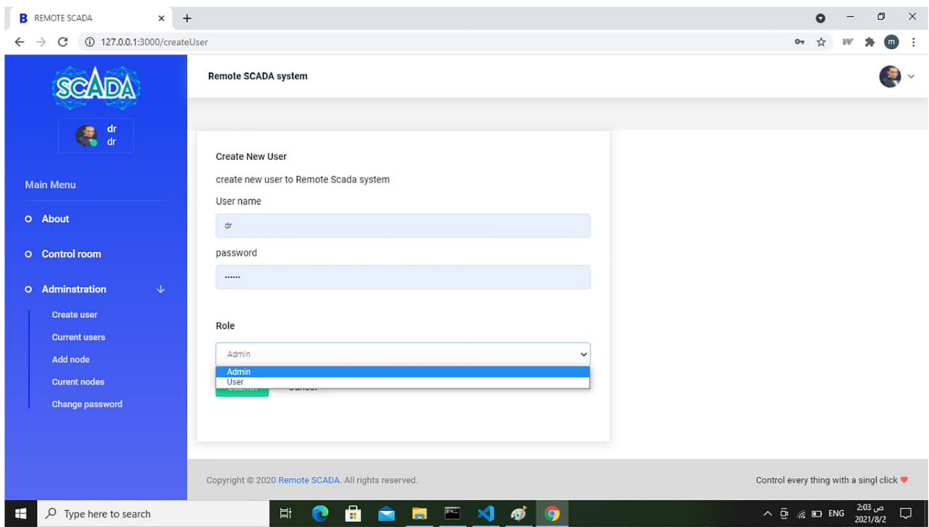 B REMOTE SCADA
127.0.0.1:3000/createUser
m
SCADA
Remote SCADA system
dr
dr
Create New User
create new user to Remote Scada system
Main Menu
User name
About
dr
Control room
password
······
Adminstration
Create user
Role
Current users
Add node
Admin
Admin
Curent nodes
User
Change password
Copyright © 2020 Remote SCADA. All rights reserved.
Control every thing with a singl click
Type here to search
ENG
2:03 ص
2021/8/2